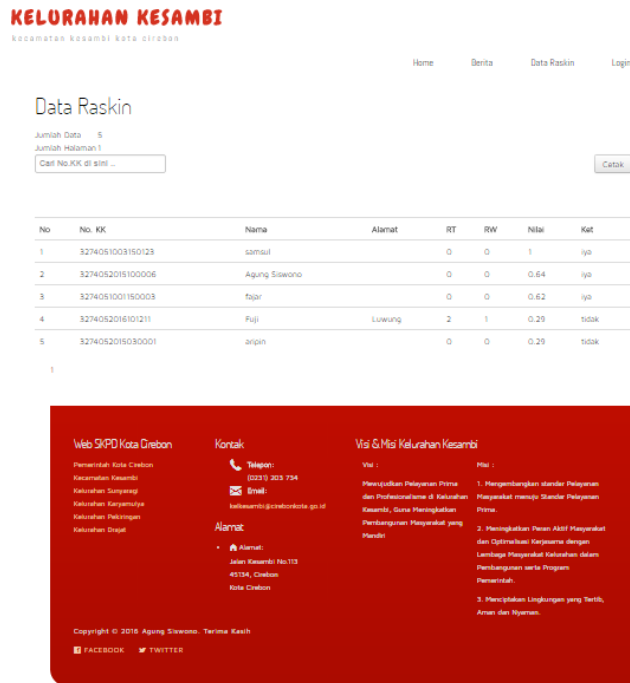 KELURAHAN KESAMBI
kecamatan kesambi kota cirebon
Home Berita Data Raskin Login
Data Raskin
Jumlah Data 5
Jumlah Halaman 1
Cari No.KK di sini ...
Cetak
No No. KK Nama Alamat RT RW Nilai Ket
1 3274051003150123 samsul 0 0 1 iya
2 3274052015100006 Agung Siswono 0 0 0.64 iya
3 3274051001150003 fajar 0 0 0.62 iya
4 3274052016101211 Fuji Luwung 2 1 0.29 tidak
5 3274052015030001 aripin 0 0 0.29 tidak
1
Web SKPD Kota Cirebon
Pemerintah Kota Cirebon
Kecamatan Kesambi
Kelurahan Sunyaragi
Kelurahan Karyamulya
Kelurahan Pekiringan
Kelurahan Drajat
Kontak
Telepon:
(0231) 203 754
Email:
kelkesambi@cirebonkota.go.id
Alamat
Alamat:
Jalan Kesambi No.113
45134, Cirebon
Kota Cirebon
Visi & Misi Kelurahan Kesambi
Visi :
Mewujudkan Pelayanan Prima
dan Profesionalisme di Kelurahan
Kesambi, Guna Meningkatkan
Pembangunan Masyarakat yang
Mandiri
Misi :
1. Mengembangkan standar Pelayanan
Masyarakat menuju Standar Pelayanan
Prima.
2. Meningkatkan Peran Aktif Masyarakat
dan Optimalisasi Kerjasama dengan
Lembaga Masyarakat Kelurahan dalam
Pembangunan serta Program
Pemerintah.
3. Menciptakan Lingkungan yang Tertib,
Aman dan Nyaman.
Copyright © 2016 Agung Siswono. Terima Kasih
FACEBOOK TWITTER